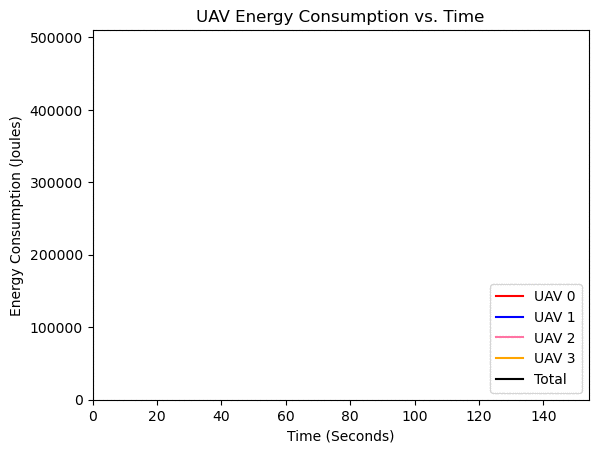 UAV Energy Consumption vs. Time
Energy Consumption (Joules)
500000
400000
300000
200000
100000
0
0 20 40 60 80 100 120 140
Time (Seconds)
UAV 0
UAV 1
UAV 2
UAV 3
Total